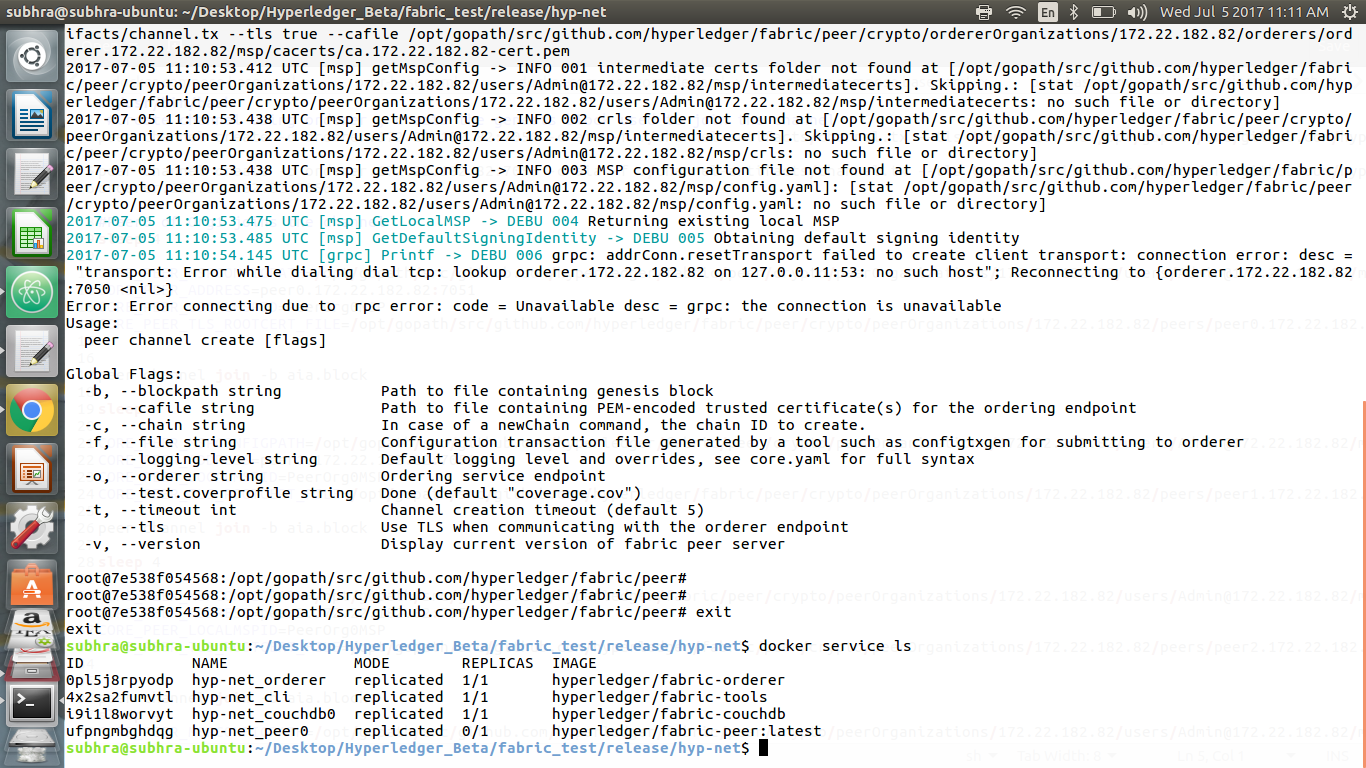 subhra@subhra-ubuntu: ~/Desktop/Hyperledger_Beta/fabric_test/release/hyp-net
En
Wed Jul 5 2017 11:11 AM
ifacts/channel.tx --tls true --cafile /opt/gopath/src/github.com/hyperledger/fabric/peer/crypto/ordererOrganizations/172.22.182.82/orderers/ord
erer.172.22.182.82/msp/cacerts/ca.172.22.182.82-cert.pem
2017-07-05 11:10:53.412 UTC [msp] getMspConfig -> INFO 001 intermediate certs folder not found at [/opt/gopath/src/github.com/hyperledger/fabri
c/peer/crypto/peerOrganizations/172.22.182.82/users/Admin@172.22.182.82/msp/intermediatecerts]. Skipping.: [stat /opt/gopath/src/github.com/hyp
erledger/fabric/peer/crypto/peerOrganizations/172.22.182.82/users/Admin@172.22.182.82/msp/intermediatecerts: no such file or directory]
2017-07-05 11:10:53.438 UTC [msp] getMspConfig -> INFO 002 crls folder not found at [/opt/gopath/src/github.com/hyperledger/fabric/peer/crypto/
peerOrganizations/172.22.182.82/users/Admin@172.22.182.82/msp/intermediatecerts]. Skipping.: [stat /opt/gopath/src/github.com/hyperledger/fabri
c/peer/crypto/peerOrganizations/172.22.182.82/users/Admin@172.22.182.82/msp/crls: no such file or directory]
2017-07-05 11:10:53.438 UTC [msp] getMspConfig -> INFO 003 MSP configuration file not found at [/opt/gopath/src/github.com/hyperledger/fabric/p
eer/crypto/peerOrganizations/172.22.182.82/users/Admin@172.22.182.82/msp/config.yaml]: [stat /opt/gopath/src/github.com/hyperledger/fabric/peer
/crypto/peerOrganizations/172.22.182.82/users/Admin@172.22.182.82/msp/config.yaml: no such file or directory]
2017-07-05 11:10:53.475 UTC [msp] GetLocalMSP -> DEBU 004 Returning existing local MSP
2017-07-05 11:10:53.485 UTC [msp] GetDefaultSigningIdentity -> DEBU 005 Obtaining default signing identity
2017-07-05 11:10:54.145 UTC [grpc] Printf -> DEBU 006 grpc: addrConn.resetTransport failed to create client transport: connection error: desc =
"transport: Error while dialing dial tcp: lookup orderer.172.22.182.82 on 127.0.0.11:53: no such host"; Reconnecting to {orderer.172.22.182.82
:7050 <nil>}
Error: Error connecting due to  rpc error: code = Unavailable desc = grpc: the connection is unavailable
Usage:
peer channel create [flags]
Global Flags:
-b, --blockpath string Path to file containing genesis block
--cafile string Path to file containing PEM-encoded trusted certificate(s) for the ordering endpoint
-c, --chain string In case of a newChain command, the chain ID to create.
-f, --file string Configuration transaction file generated by a tool such as configtxgen for submitting to orderer
--logging-level string Default logging level and overrides, see core.yaml for full syntax
-o, --orderer string Ordering service endpoint
--test.coverprofile string Done (default "coverage.cov")
-t, --timeout int Channel creation timeout (default 5)
--tls Use TLS when communicating with the orderer endpoint
-v, --version Display current version of fabric peer server
root@7e538f054568:/opt/gopath/src/github.com/hyperledger/fabric/peer#
root@7e538f054568:/opt/gopath/src/github.com/hyperledger/fabric/peer#
root@7e538f054568:/opt/gopath/src/github.com/hyperledger/fabric/peer# exit
exit
subhra@subhra-ubuntu:~/Desktop/Hyperledger_Beta/fabric_test/release/hyp-net$ docker service ls
ID NAME MODE REPLICAS IMAGE
0pl5j8rpyodp hyp-net_orderer replicated 1/1 hyperledger/fabric-orderer
4x2sa2fumvtl hyp-net_cli replicated 1/1 hyperledger/fabric-tools
i9i1l8worvyt hyp-net_couchdb0 replicated 1/1 hyperledger/fabric-couchdb
ufpngmbghdqg hyp-net_peer0 replicated 0/1 hyperledger/fabric-peer:latest
subhra@subhra-ubuntu:~/Desktop/Hyperledger_Beta/fabric_test/release/hyp-net$